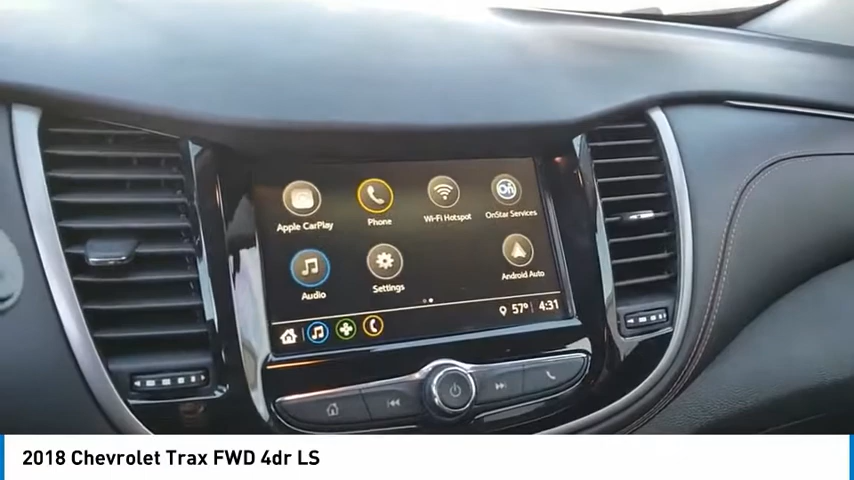 Apple CarPlay
Phone
Wi-Fi Hotspot
OnStar Services
Audio
Settings
Android Auto
57° 4:31
2018 Chevrolet Trax FWD 4dr LS